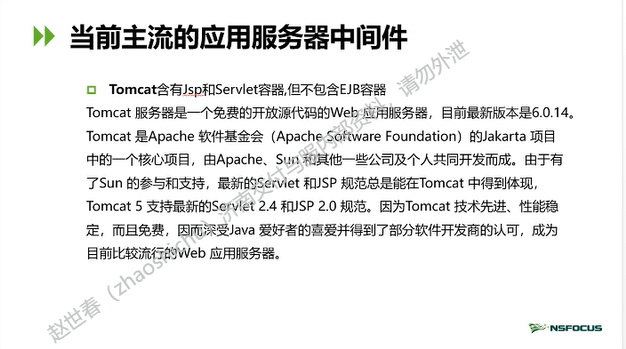 当前主流的应用服务器中间件
Tomcat含有Jsp和Servlet容器,但不包含EJB容器
Tomcat 服务器是一个免费的开放源代码的Web 应用服务器，目前最新版本是6.0.14。
Tomcat 是Apache 软件基金会（Apache Software Foundation）的Jakarta 项目
中的一个核心项目，由Apache、Sun 和其他一些公司及个人共同开发而成。由于有
了Sun 的参与和支持，最新的Servlet 和JSP 规范总是能在Tomcat 中得到体现，
Tomcat 5 支持最新的Servlet 2.4 和JSP 2.0 规范。因为Tomcat 技术先进、性能稳
定，而且免费，因而深受Java 爱好者的喜爱并得到了部分软件开发商的认可，成为
目前比较流行的Web 应用服务器。
赵世春（zhaoshichun）济南交付与服内部资料，请勿外泄
NSFOCUS